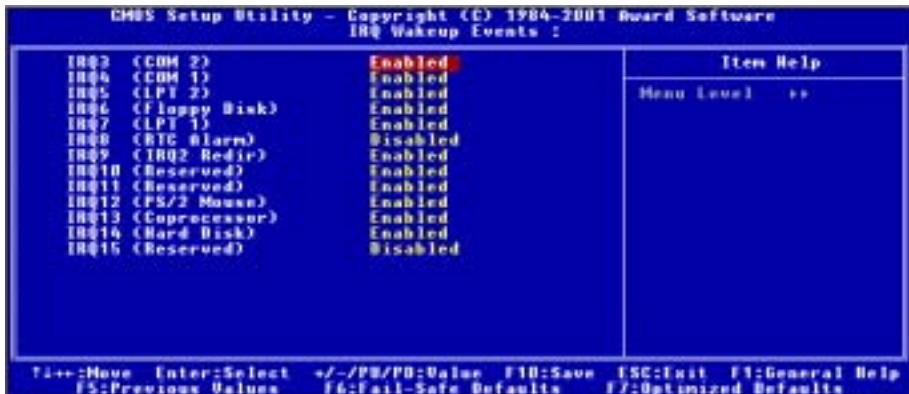 CMOS Setup Utility - Copyright (C) 1984-2001 Award Software
IRQ Wakeup Events :
IRQ3 (COM 2) Enabled
IRQ4 (COM 1) Enabled
IRQ5 (LPT 2) Enabled
IRQ6 (Floppy Disk) Enabled
IRQ7 (LPT 1) Enabled
IRQ8 (RTC Alarm) Disabled
IRQ9 (IRQ2 Redir) Enabled
IRQ10 (Reserved) Enabled
IRQ11 (Reserved) Enabled
IRQ12 (PS/2 Mouse) Enabled
IRQ13 (Coprocessor) Enabled
IRQ14 (Hard Disk) Enabled
IRQ15 (Reserved) Disabled
Item Help
Menu Level ▸▸
↑↓→←:Move Enter:Select +/-/PU/PD:Value F10:Save ESC:Exit F1:General Help
F5:Previous Values F6:Fail-Safe Defaults F7:Optimized Defaults